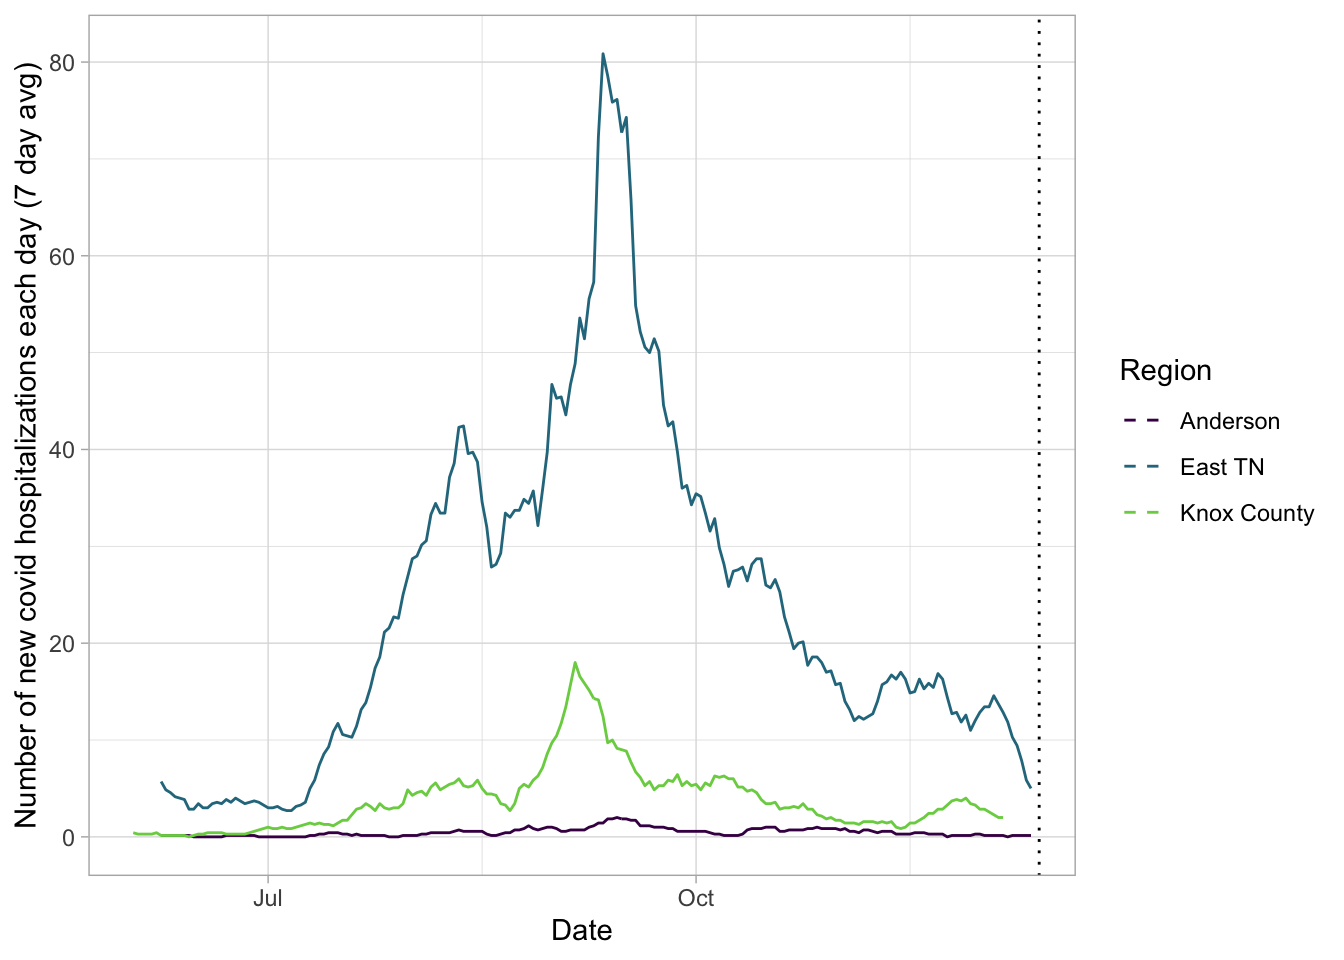 Number of new covid hospitalizations each day (7 day avg)
80
60
40
20
0
Jul
Oct
Date
Region
Anderson
East TN
Knox County